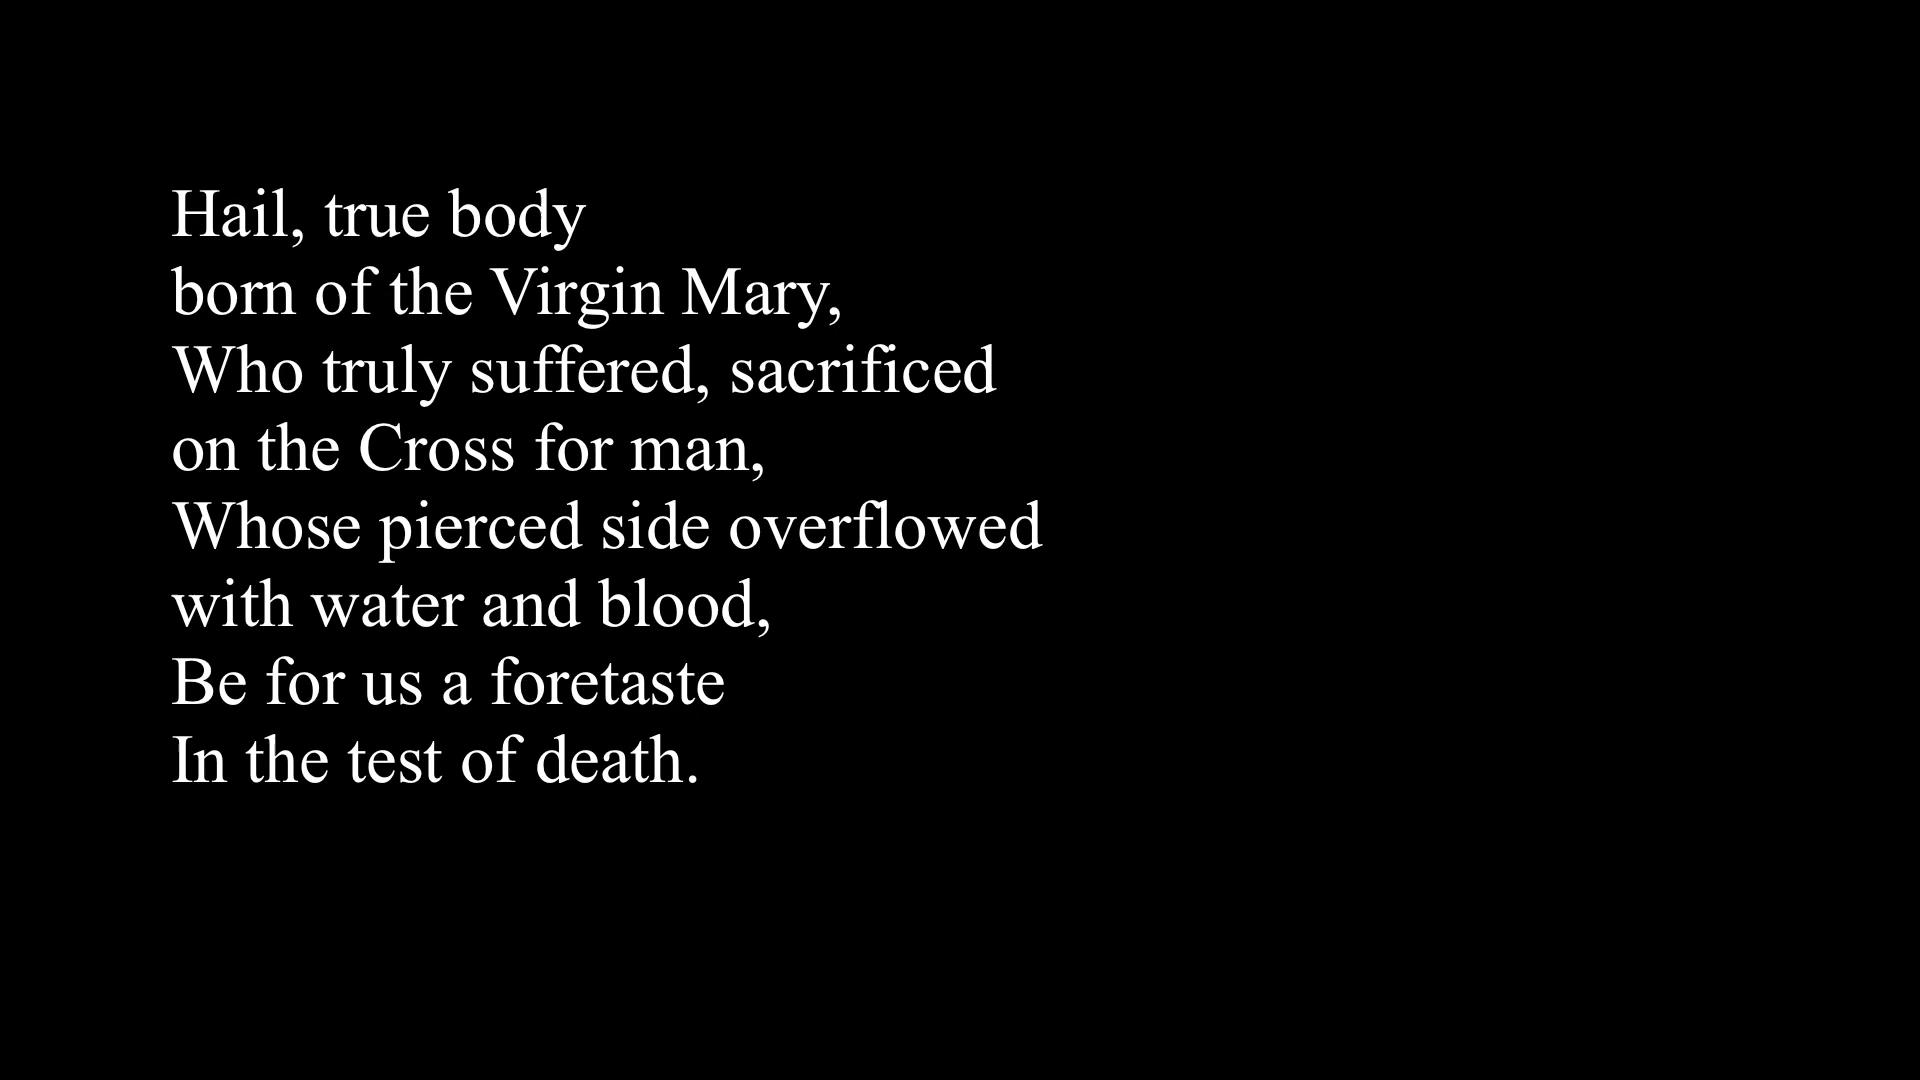 Hail, true body
born of the Virgin Mary,
Who truly suffered, sacrificed
on the Cross for man,
Whose pierced side overflowed
with water and blood,
Be for us a foretaste
In the test of death.